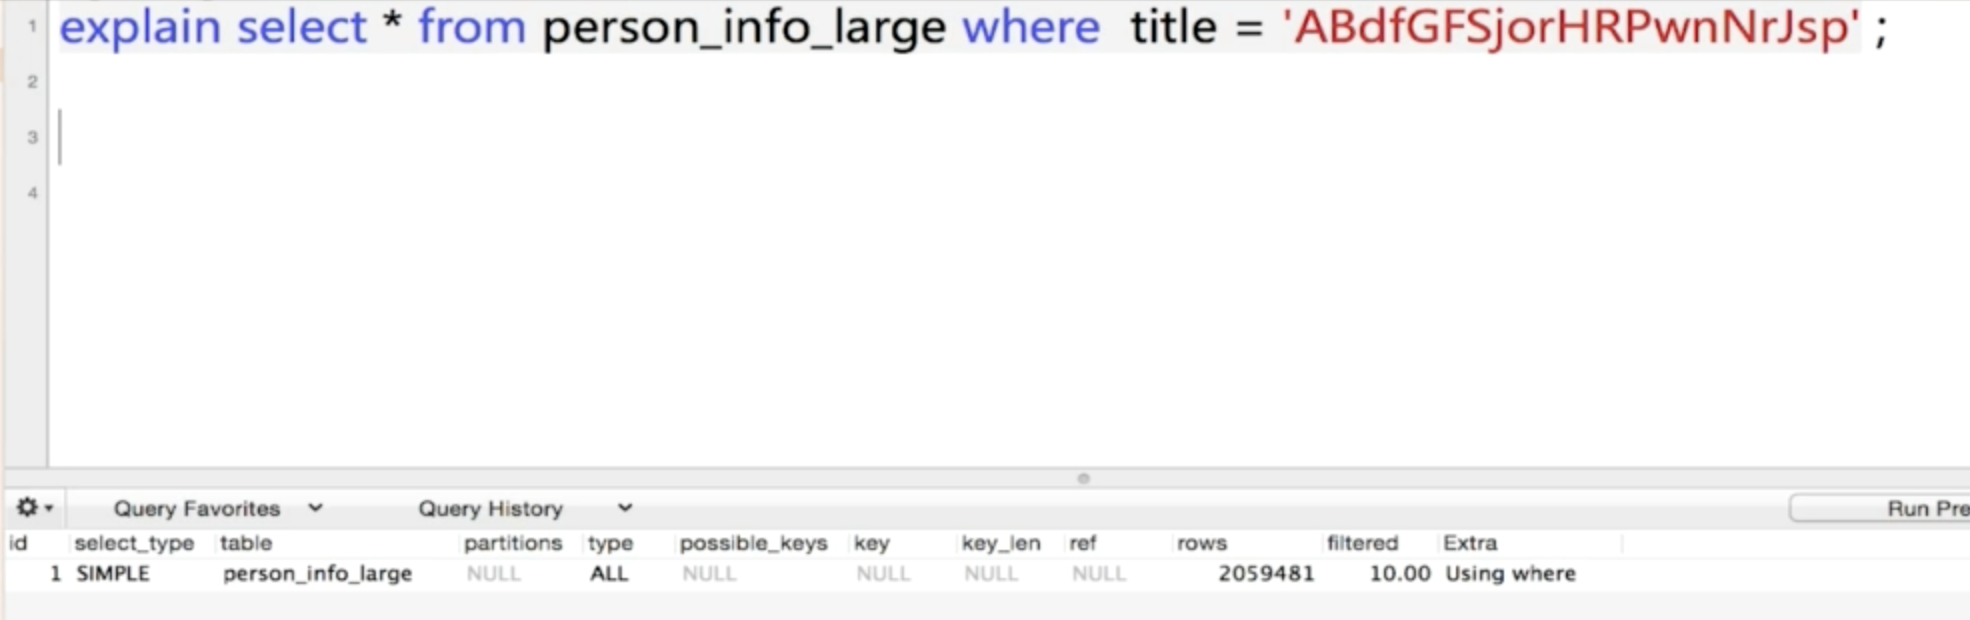 1 explain select * from person_info_large where title = 'ABdfGFSjorHRPwnNrJsp' ;
2
3
4
Query Favorites Query History Run Pre
id select_type table partitions type possible_keys key key_len ref rows filtered Extra
1 SIMPLE person_info_large NULL ALL NULL NULL NULL NULL 2059481 10.00 Using where